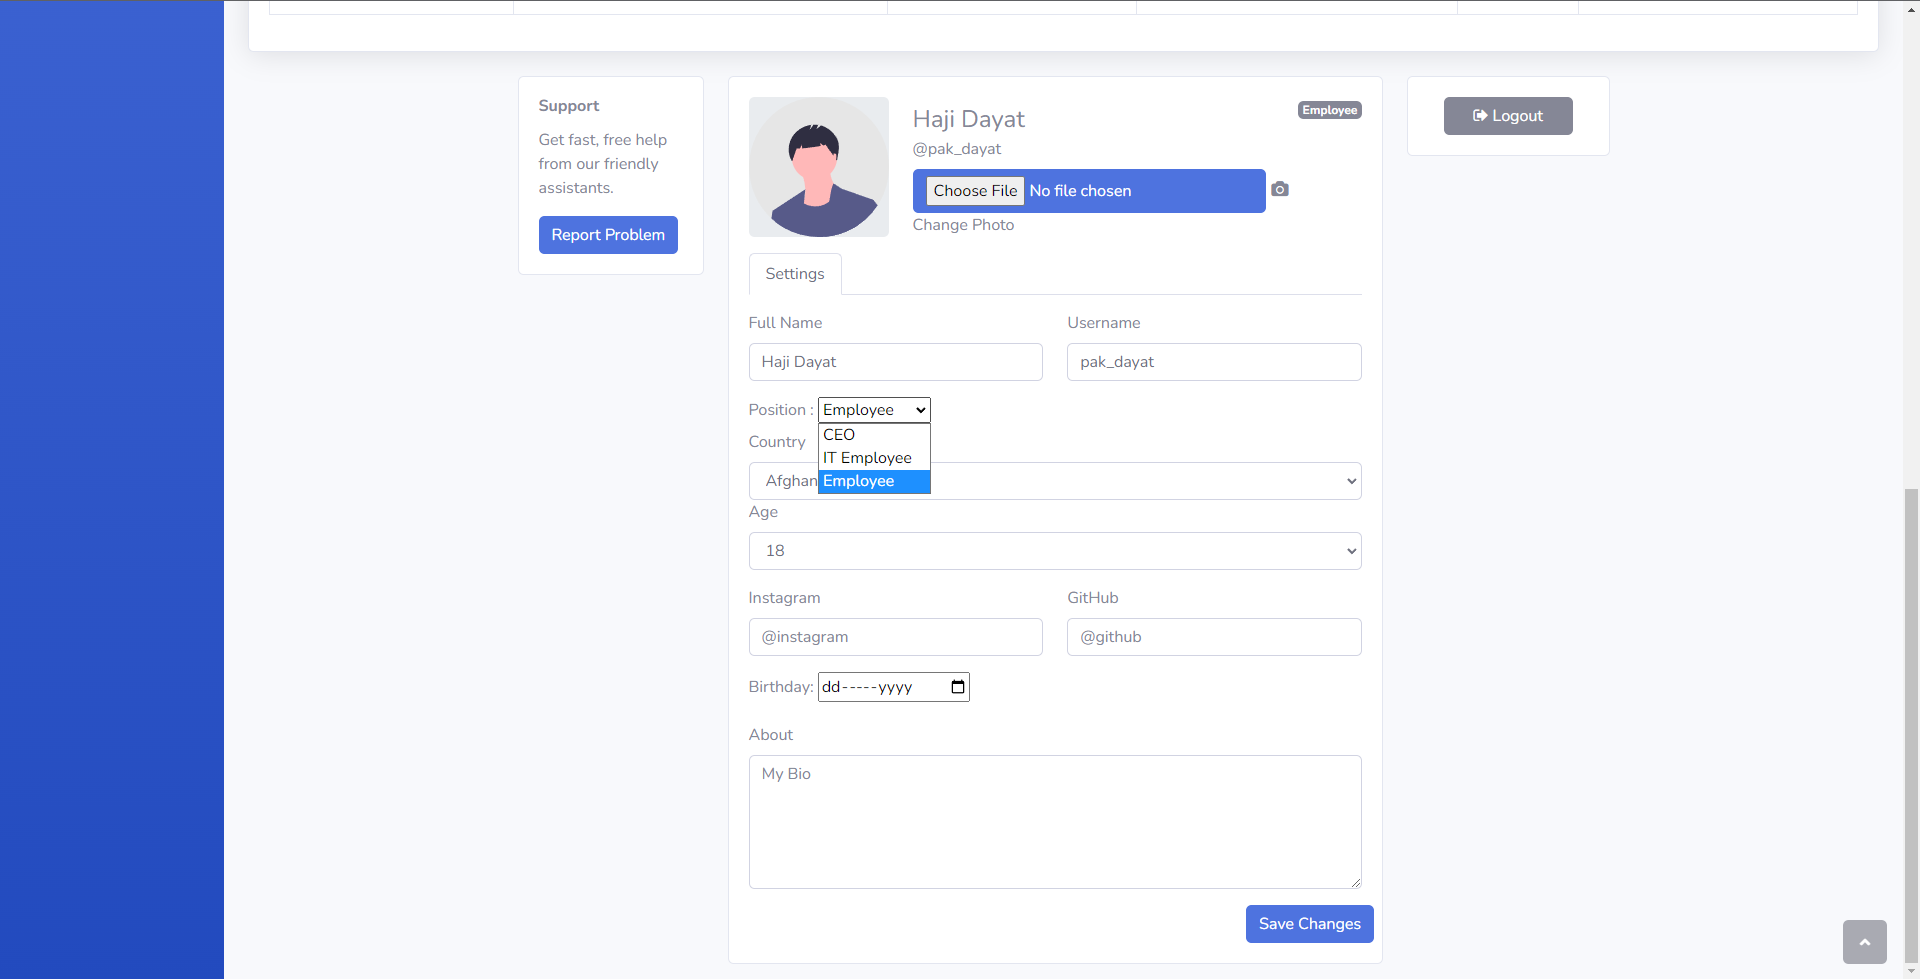 Support
Get fast, free help
from our friendly
assistants.
Report Problem
Haji Dayat
Employee
@pak_dayat
Choose File No file chosen
Change Photo
Logout
Settings
Full Name
Haji Dayat
Username
pak_dayat
Position : Employee
CEO
IT Employee
Employee
Country
Afghan
Age
18
Instagram
@instagram
GitHub
@github
Birthday: dd-----yyyy
About
My Bio
Save Changes